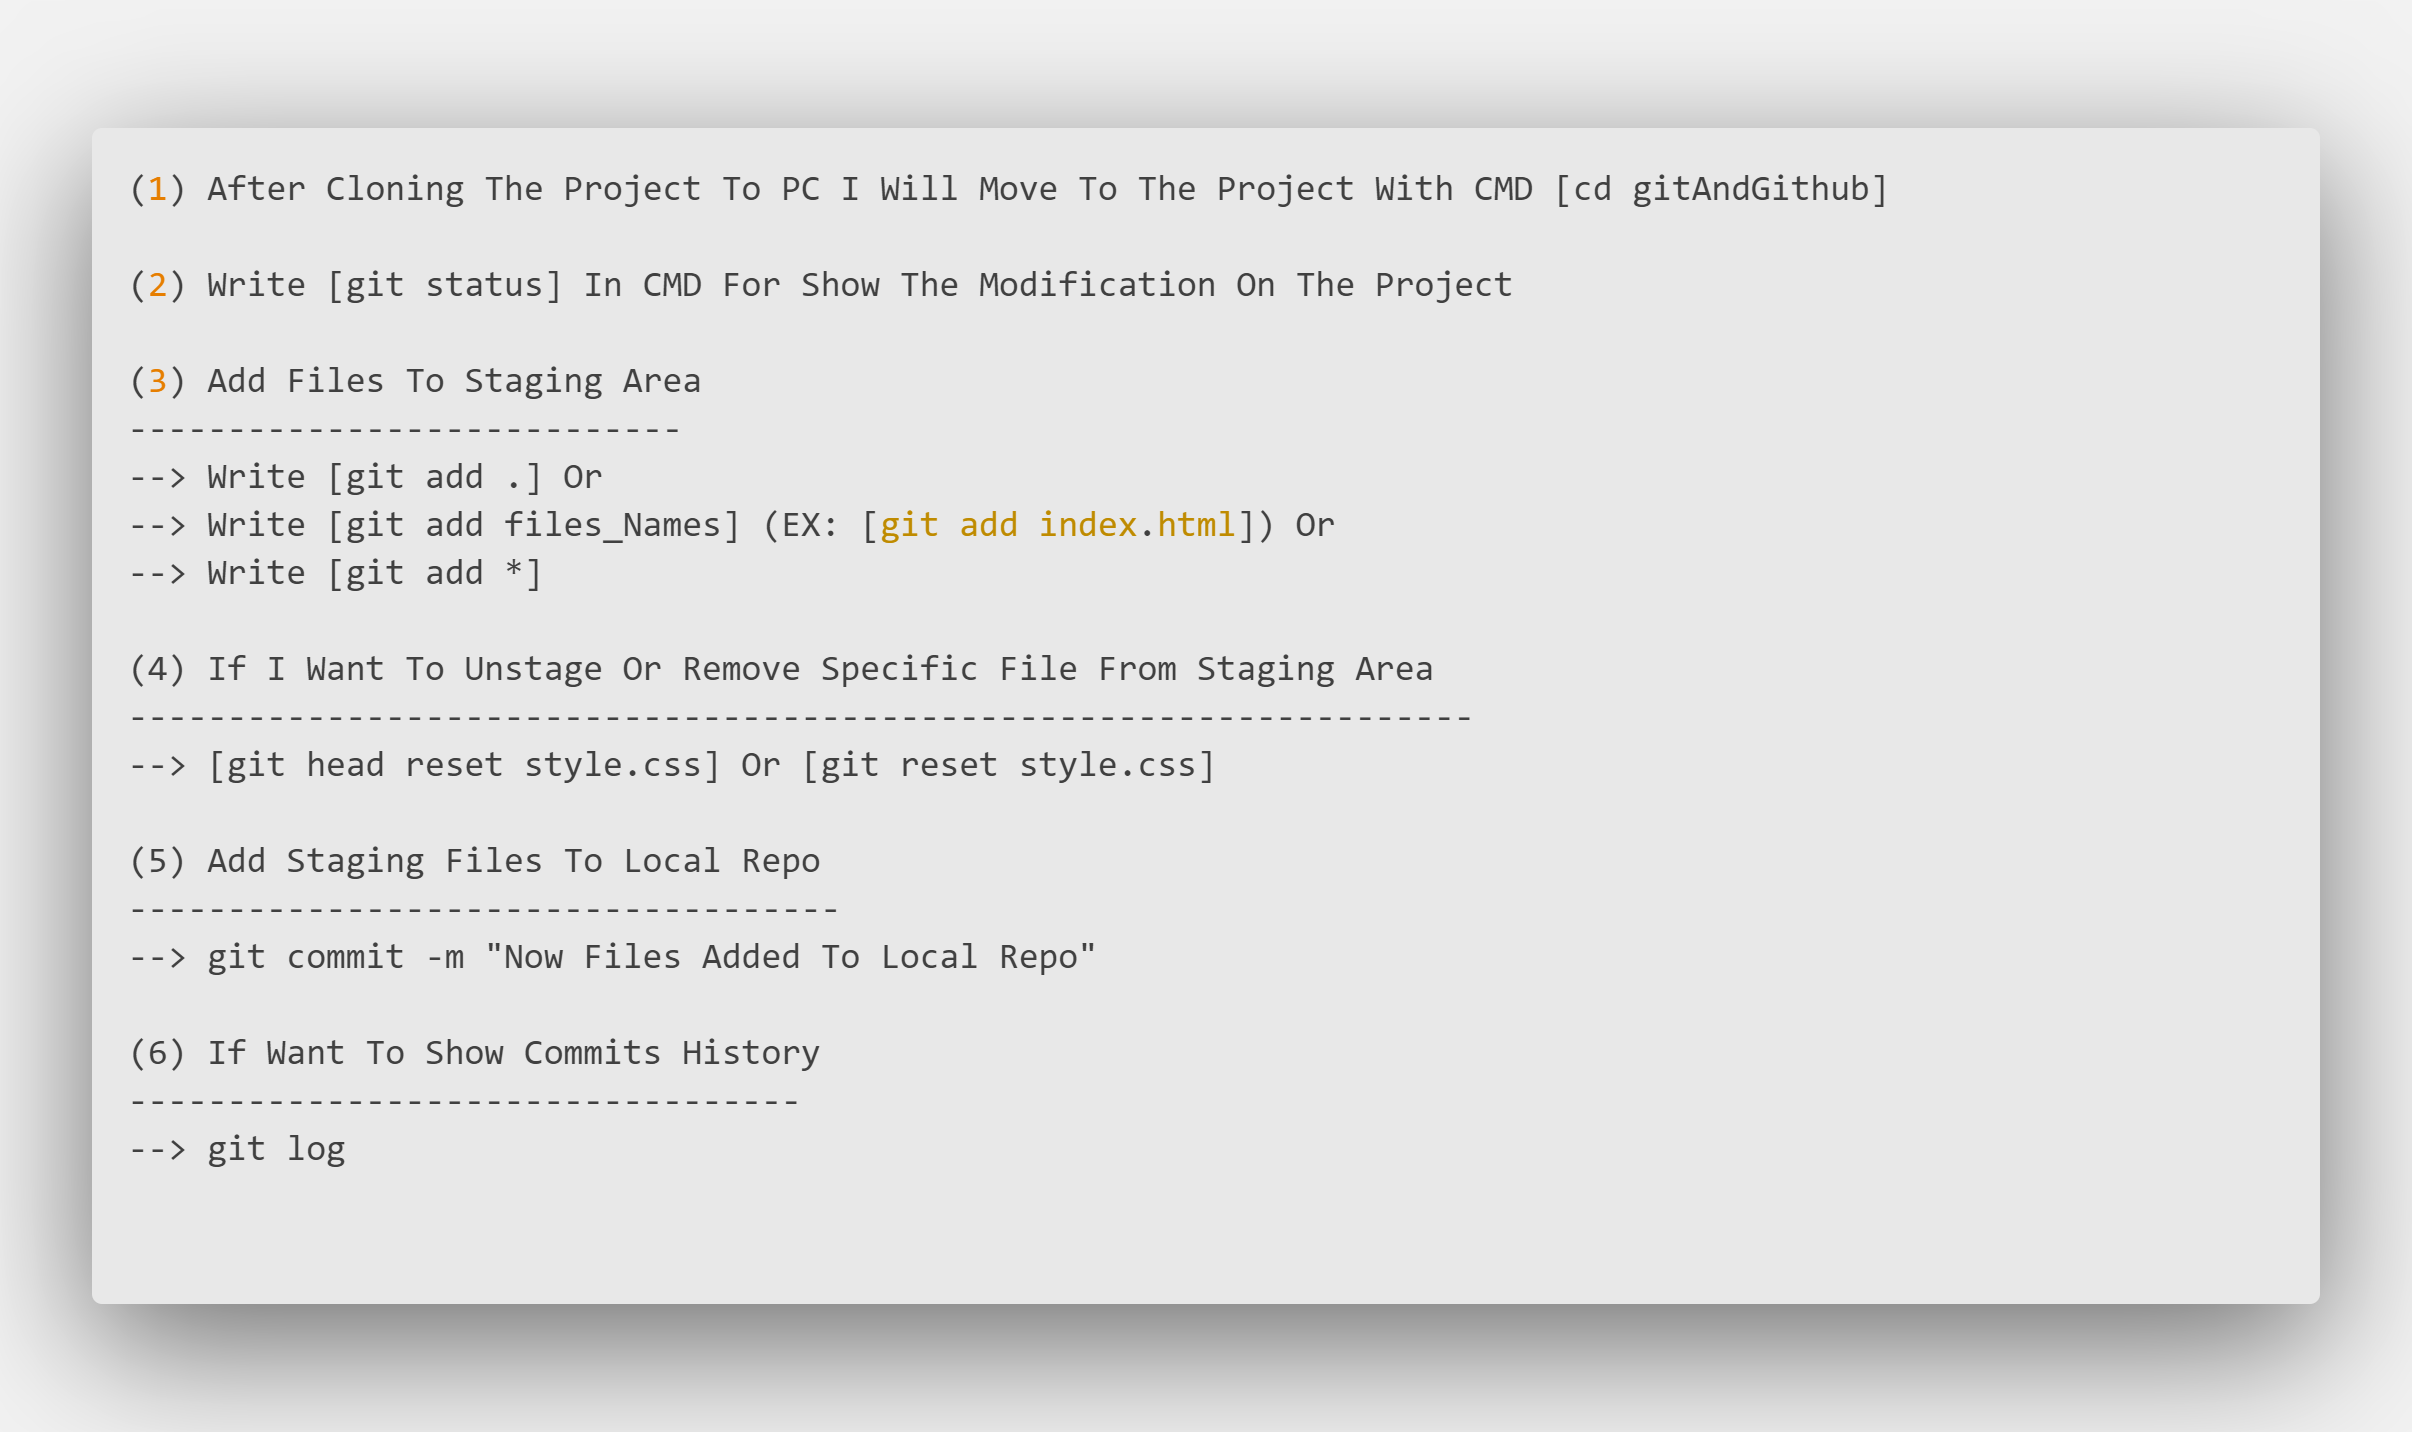 (1) After Cloning The Project To PC I Will Move To The Project With CMD [cd gitAndGithub]
(2) Write [git status] In CMD For Show The Modification On The Project
(3) Add Files To Staging Area
----------------------------
--> Write [git add .] Or
--> Write [git add files_Names] (EX: [git add index.html]) Or
--> Write [git add *]
(4) If I Want To Unstage Or Remove Specific File From Staging Area
--------------------------------------------------------------------
--> [git head reset style.css] Or [git reset style.css]
(5) Add Staging Files To Local Repo
------------------------------------
--> git commit -m "Now Files Added To Local Repo"
(6) If Want To Show Commits History
----------------------------------
--> git log